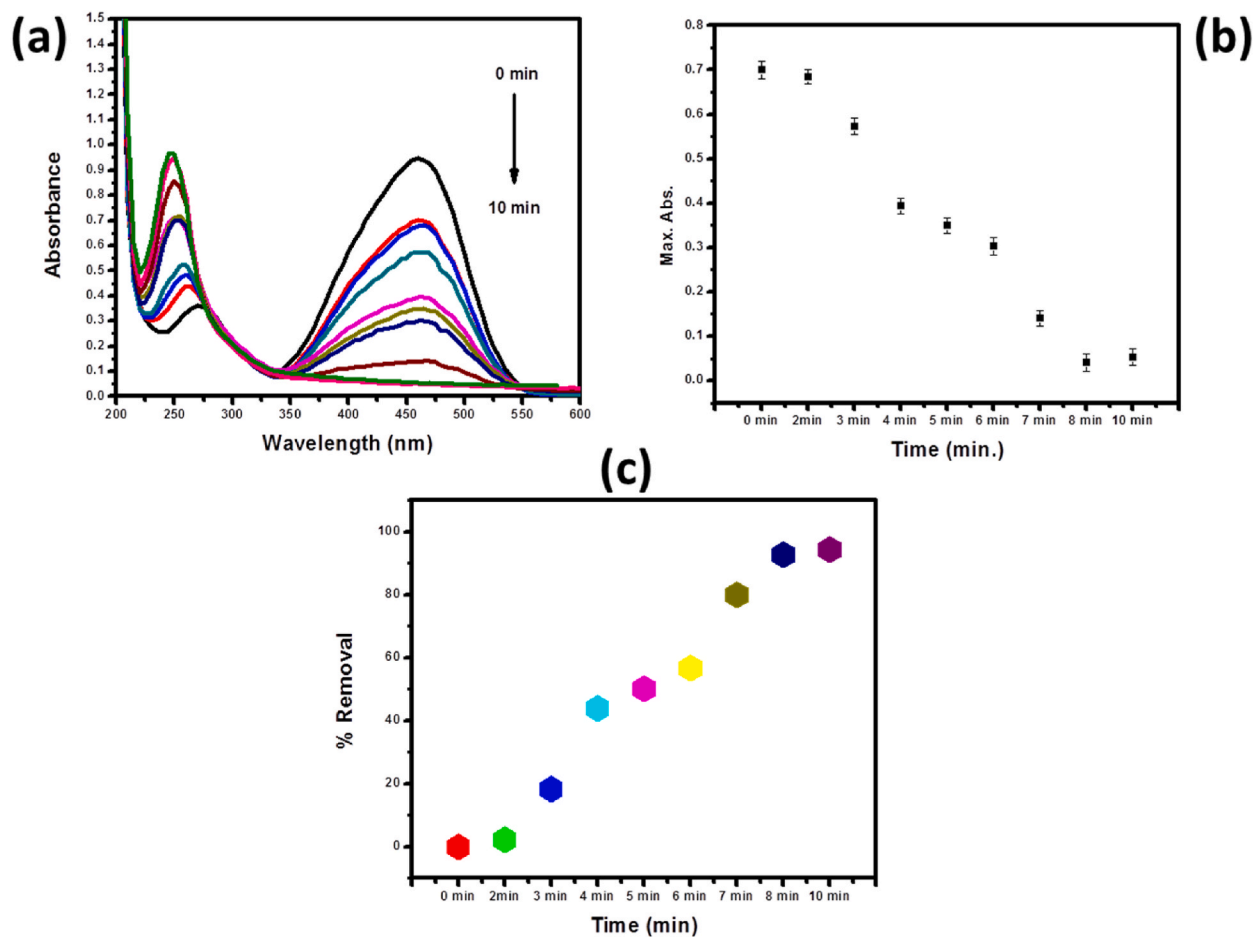 (a)
1.5
1.4
1.3
1.2
1.1
1.0
0.9
0.8
0.7
0.6
0.5
0.4
0.3
0.2
0.1
0.0
Absorbance
0 min
10 min
200 250 300 350 400 450 500 550 600
Wavelength (nm)
(b)
0.8
0.7
0.6
0.5
0.4
0.3
0.2
0.1
0.0
Max. Abs.
0 min 2min 3 min 4 min 5 min 6 min 7 min 8 min 10 min
Time (min.)
(c)
100
80
60
40
20
0
% Removal
0 min 2min 3 min 4 min 5 min 6 min 7 min 8 min 10 min
Time (min)